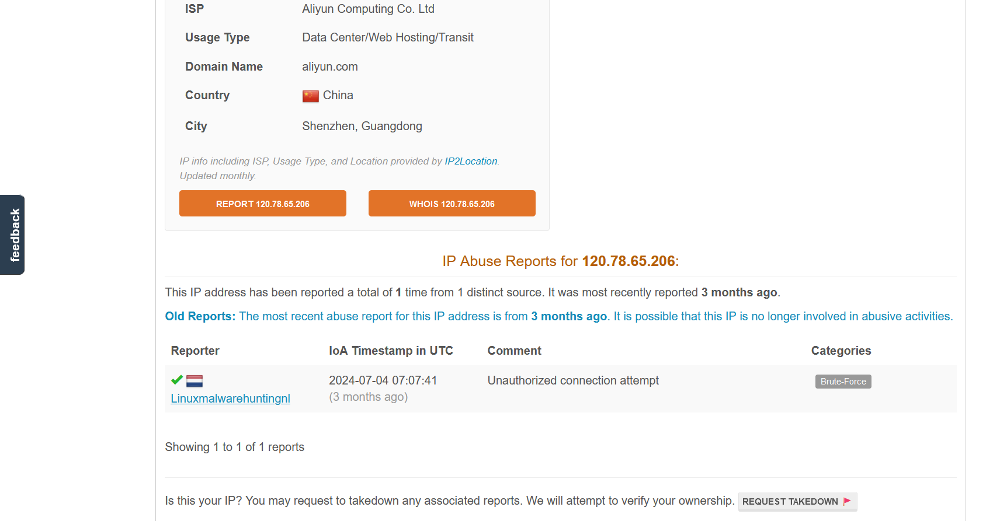 ISP Aliyun Computing Co. Ltd
Usage Type Data Center/Web Hosting/Transit
Domain Name aliyun.com
Country China
City Shenzhen, Guangdong
IP info including ISP, Usage Type, and Location provided by IP2Location.
Updated monthly.
REPORT 120.78.65.206 WHOIS 120.78.65.206
feedback
IP Abuse Reports for 120.78.65.206:
This IP address has been reported a total of 1 time from 1 distinct source. It was most recently reported 3 months ago.
Old Reports: The most recent abuse report for this IP address is from 3 months ago. It is possible that this IP is no longer involved in abusive activities.
Reporter IoA Timestamp in UTC Comment Categories
2024-07-04 07:07:41 Unauthorized connection attempt Brute-Force
Linuxmalwarehuntingnl (3 months ago)
Showing 1 to 1 of 1 reports
Is this your IP? You may request to takedown any associated reports. We will attempt to verify your ownership. REQUEST TAKEDOWN